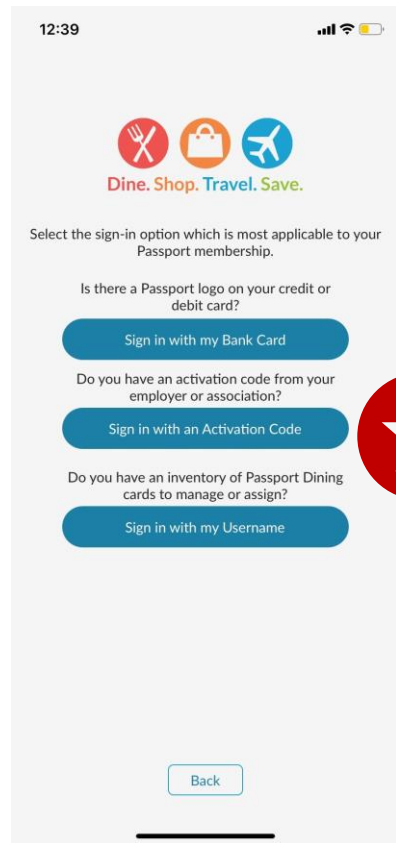 12:39
Dine. Shop. Travel. Save.
Select the sign-in option which is most applicable to your
Passport membership.
Is there a Passport logo on your credit or
debit card?
Sign in with my Bank Card
Do you have an activation code from your
employer or association?
Sign in with an Activation Code
Do you have an inventory of Passport Dining
cards to manage or assign?
Sign in with my Username
Back